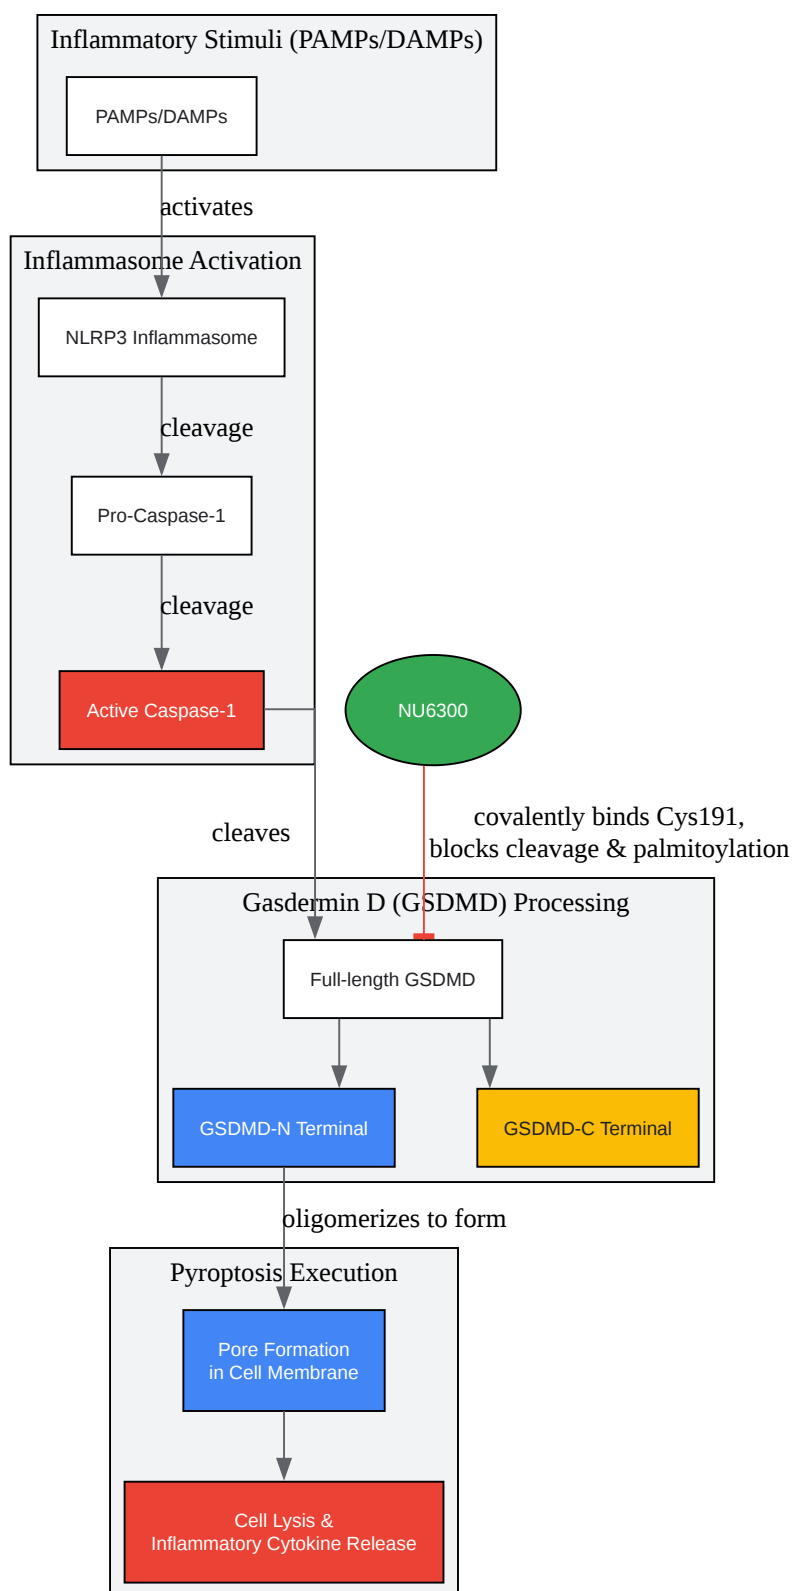 Inflammatory Stimuli (PAMPs/DAMPs)
PAMPs/DAMPs
activates
Inflammasome Activation
NLRP3 Inflammasome
cleavage
Pro-Caspase-1
cleavage
Active Caspase-1
NU6300
cleaves
covalently binds Cys191,
blocks cleavage & palmitoylation
Gasdermin D (GSDMD) Processing
Full-length GSDMD
GSDMD-N Terminal
GSDMD-C Terminal
oligomerizes to form
Pyroptosis Execution
Pore Formation
in Cell Membrane
Cell Lysis &
Inflammatory Cytokine Release